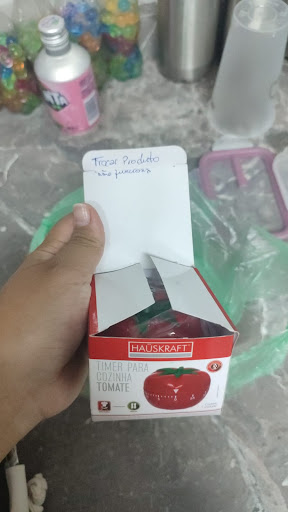 Trocar Produto
não funciona
HAUSKRAFT
TIMER PARA
COZINHA
TOMATE